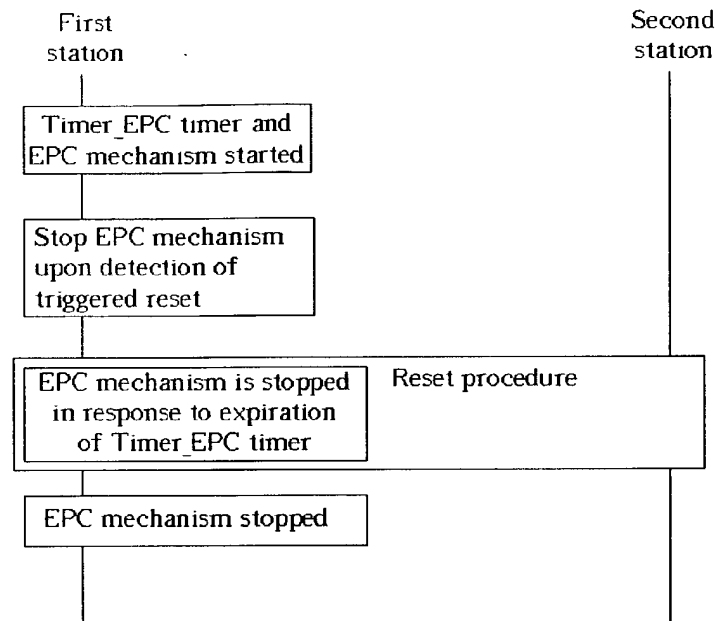 First
station
Second
station
Timer_EPC timer and
EPC mechanism started
Stop EPC mechanism
upon detection of
triggered reset
EPC mechanism is stopped
in response to expiration
of Timer_EPC timer
Reset procedure
EPC mechanism stopped